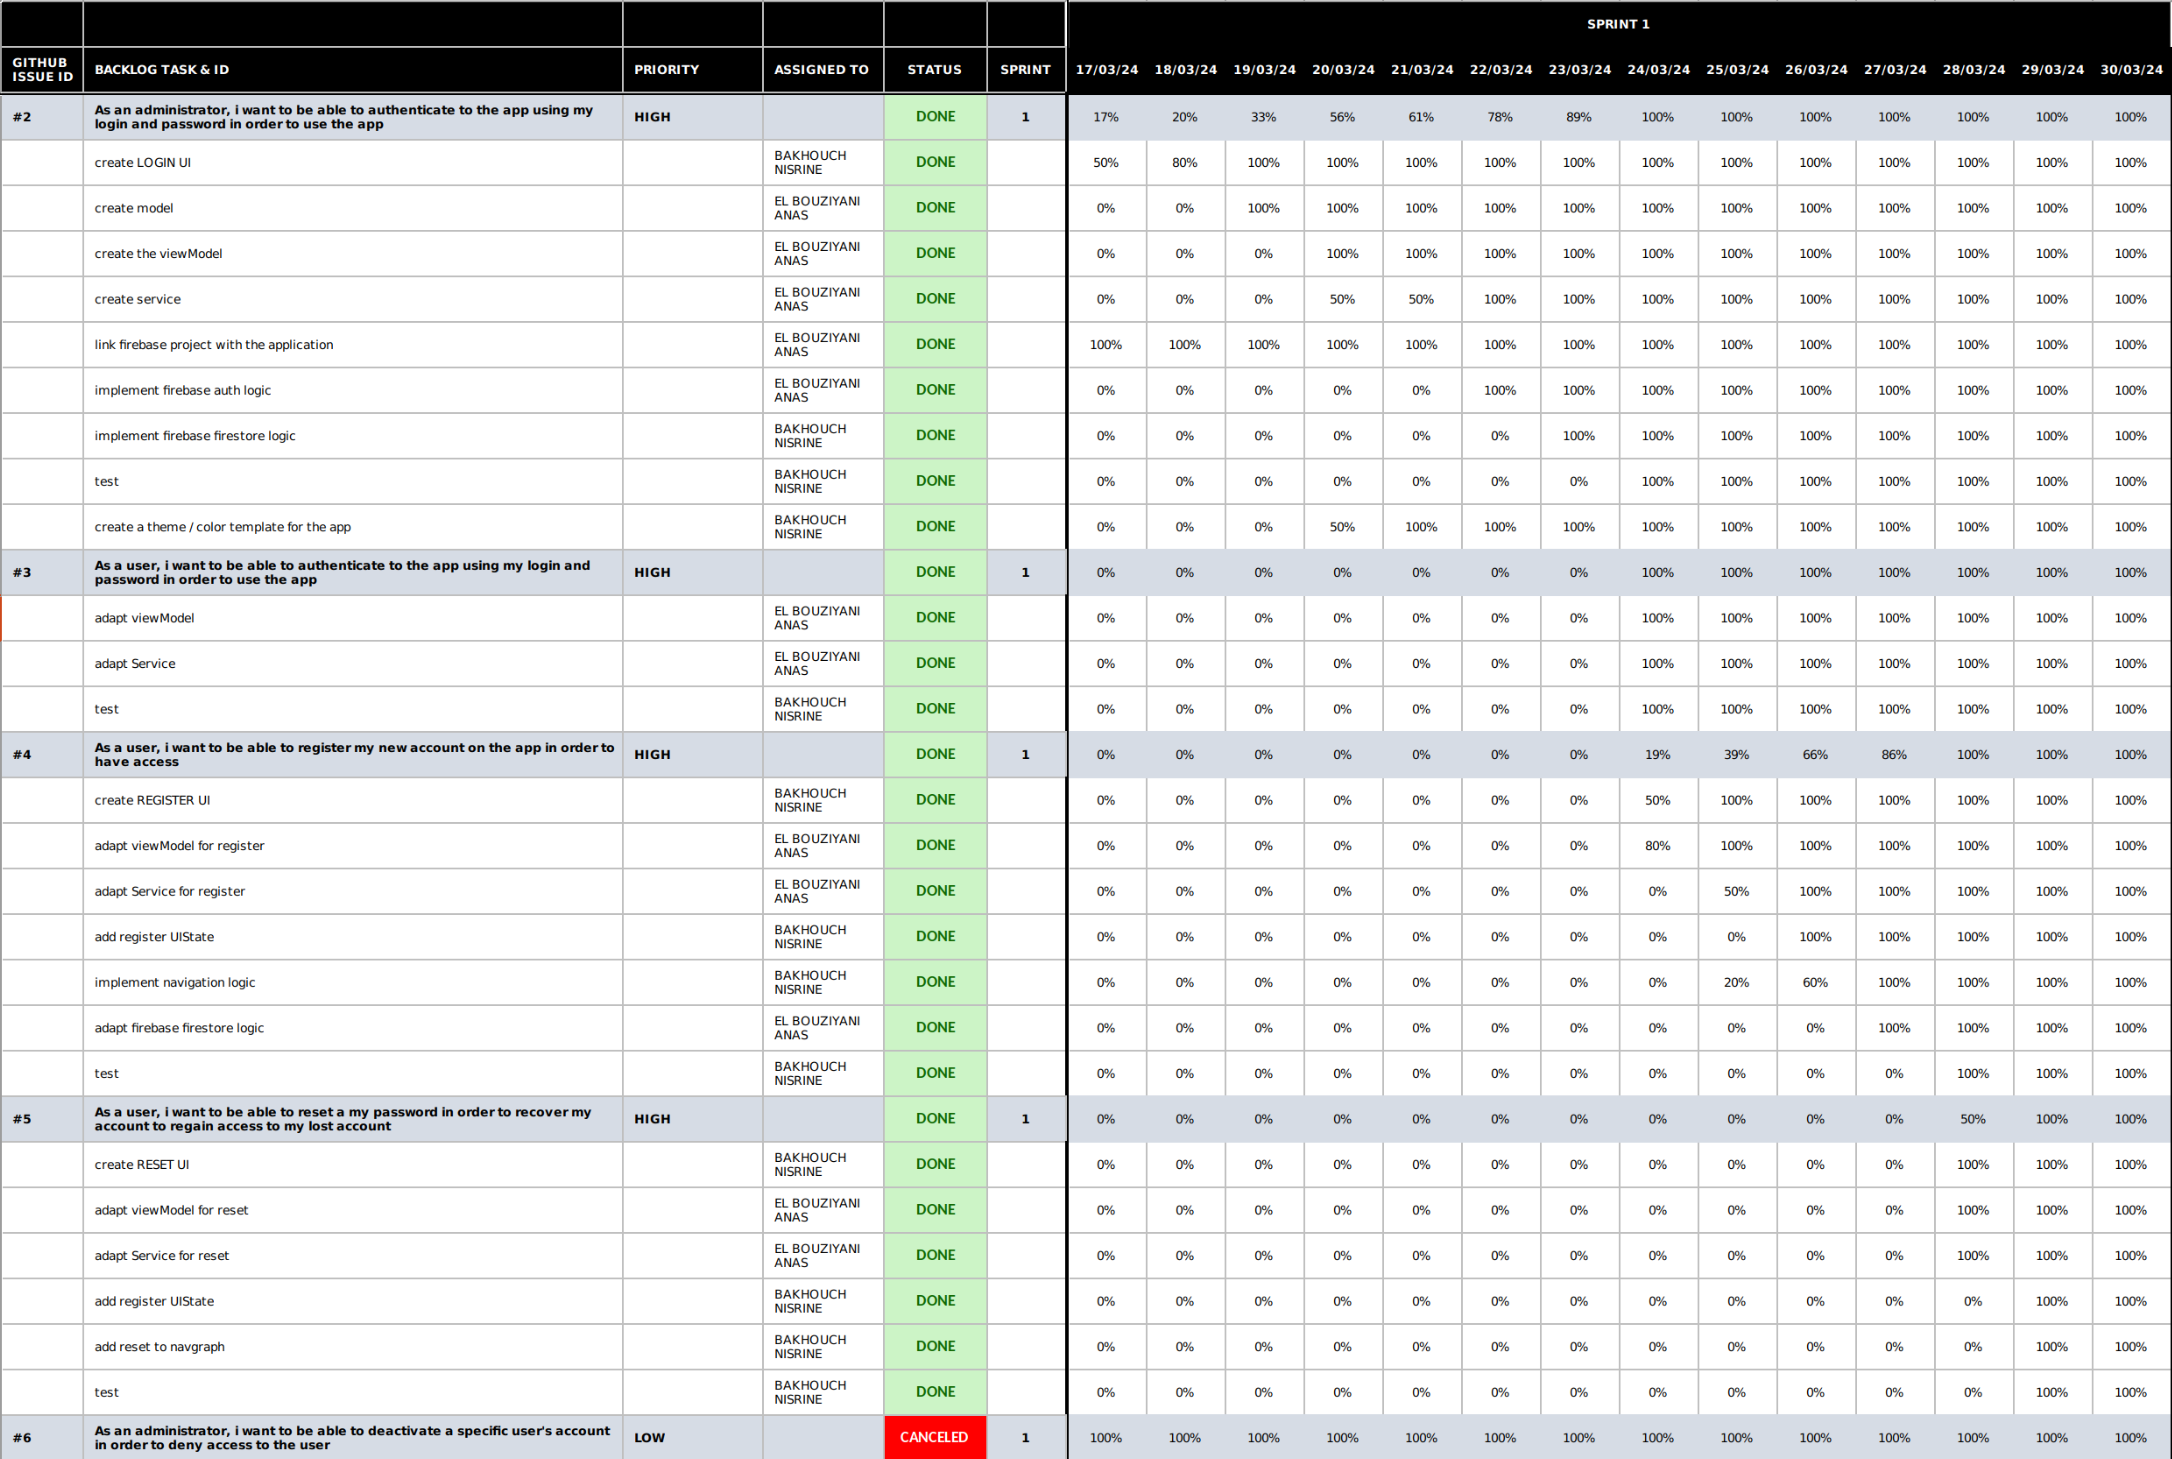 SPRINT 1
GITHUB ISSUE ID BACKLOG TASK & ID PRIORITY ASSIGNED TO STATUS SPRINT 17/03/24 18/03/24 19/03/24 20/03/24 21/03/24 22/03/24 23/03/24 24/03/24 25/03/24 26/03/24 27/03/24 28/03/24 29/03/24 30/03/24
#2 As an administrator, i want to be able to authenticate to the app using my login and password in order to use the app HIGH DONE 1 17% 20% 33% 56% 61% 78% 89% 100% 100% 100% 100% 100% 100% 100%
create LOGIN UI BAKHOUCH NISRINE DONE 50% 80% 100% 100% 100% 100% 100% 100% 100% 100% 100% 100% 100% 100%
create model EL BOUZIYANI ANAS DONE 0% 0% 100% 100% 100% 100% 100% 100% 100% 100% 100% 100% 100% 100%
create the viewModel EL BOUZIYANI ANAS DONE 0% 0% 0% 100% 100% 100% 100% 100% 100% 100% 100% 100% 100% 100%
create service EL BOUZIYANI ANAS DONE 0% 0% 0% 50% 50% 100% 100% 100% 100% 100% 100% 100% 100% 100%
link firebase project with the application EL BOUZIYANI ANAS DONE 100% 100% 100% 100% 100% 100% 100% 100% 100% 100% 100% 100% 100% 100%
implement firebase auth logic EL BOUZIYANI ANAS DONE 0% 0% 0% 0% 0% 100% 100% 100% 100% 100% 100% 100% 100% 100%
implement firebase firestore logic BAKHOUCH NISRINE DONE 0% 0% 0% 0% 0% 0% 100% 100% 100% 100% 100% 100% 100% 100%
test BAKHOUCH NISRINE DONE 0% 0% 0% 0% 0% 0% 0% 100% 100% 100% 100% 100% 100% 100%
create a theme / color template for the app BAKHOUCH NISRINE DONE 0% 0% 0% 50% 100% 100% 100% 100% 100% 100% 100% 100% 100% 100%
#3 As a user, i want to be able to authenticate to the app using my login and password in order to use the app HIGH DONE 1 0% 0% 0% 0% 0% 0% 0% 100% 100% 100% 100% 100% 100% 100%
adapt viewModel EL BOUZIYANI ANAS DONE 0% 0% 0% 0% 0% 0% 0% 100% 100% 100% 100% 100% 100% 100%
adapt Service EL BOUZIYANI ANAS DONE 0% 0% 0% 0% 0% 0% 0% 100% 100% 100% 100% 100% 100% 100%
test BAKHOUCH NISRINE DONE 0% 0% 0% 0% 0% 0% 0% 100% 100% 100% 100% 100% 100% 100%
#4 As a user, i want to be able to register my new account on the app in order to have access HIGH DONE 1 0% 0% 0% 0% 0% 0% 0% 19% 39% 66% 86% 100% 100% 100%
create REGISTER UI BAKHOUCH NISRINE DONE 0% 0% 0% 0% 0% 0% 0% 50% 100% 100% 100% 100% 100% 100%
adapt viewModel for register EL BOUZIYANI ANAS DONE 0% 0% 0% 0% 0% 0% 0% 80% 100% 100% 100% 100% 100% 100%
adapt Service for register EL BOUZIYANI ANAS DONE 0% 0% 0% 0% 0% 0% 0% 0% 50% 100% 100% 100% 100% 100%
add register UIState BAKHOUCH NISRINE DONE 0% 0% 0% 0% 0% 0% 0% 0% 0% 100% 100% 100% 100% 100%
implement navigation logic BAKHOUCH NISRINE DONE 0% 0% 0% 0% 0% 0% 0% 0% 20% 60% 100% 100% 100% 100%
adapt firebase firestore logic EL BOUZIYANI ANAS DONE 0% 0% 0% 0% 0% 0% 0% 0% 0% 0% 100% 100% 100% 100%
test BAKHOUCH NISRINE DONE 0% 0% 0% 0% 0% 0% 0% 0% 0% 0% 0% 100% 100% 100%
#5 As a user, i want to be able to reset a my password in order to recover my account to regain access to my lost account HIGH DONE 1 0% 0% 0% 0% 0% 0% 0% 0% 0% 0% 0% 50% 100% 100%
create RESET UI BAKHOUCH NISRINE DONE 0% 0% 0% 0% 0% 0% 0% 0% 0% 0% 0% 100% 100% 100%
adapt viewModel for reset EL BOUZIYANI ANAS DONE 0% 0% 0% 0% 0% 0% 0% 0% 0% 0% 0% 100% 100% 100%
adapt Service for reset EL BOUZIYANI ANAS DONE 0% 0% 0% 0% 0% 0% 0% 0% 0% 0% 0% 100% 100% 100%
add register UIState BAKHOUCH NISRINE DONE 0% 0% 0% 0% 0% 0% 0% 0% 0% 0% 0% 0% 100% 100%
add reset to navgraph BAKHOUCH NISRINE DONE 0% 0% 0% 0% 0% 0% 0% 0% 0% 0% 0% 0% 100% 100%
test BAKHOUCH NISRINE DONE 0% 0% 0% 0% 0% 0% 0% 0% 0% 0% 0% 0% 100% 100%
#6 As an administrator, i want to be able to deactivate a specific user's account in order to deny access to the user LOW CANCELED 1 100% 100% 100% 100% 100% 100% 100% 100% 100% 100% 100% 100% 100% 100%